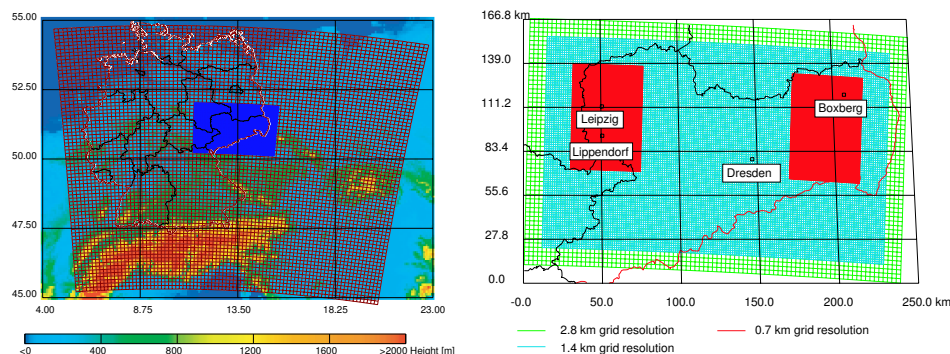 55.00
52.50
50.00
47.50
45.00
4.00 8.75 13.50 18.25 23.00
<0 400 800 1200 1600 >2000 Height [m]
166.8 km
139.0
111.2
83.4
55.6
27.8
0.0
-0.0 50.0 100.0 150.0 200.0 250.0 km
Leipzig
Lippendorf
Dresden
Boxberg
2.8 km grid resolution
0.7 km grid resolution
1.4 km grid resolution